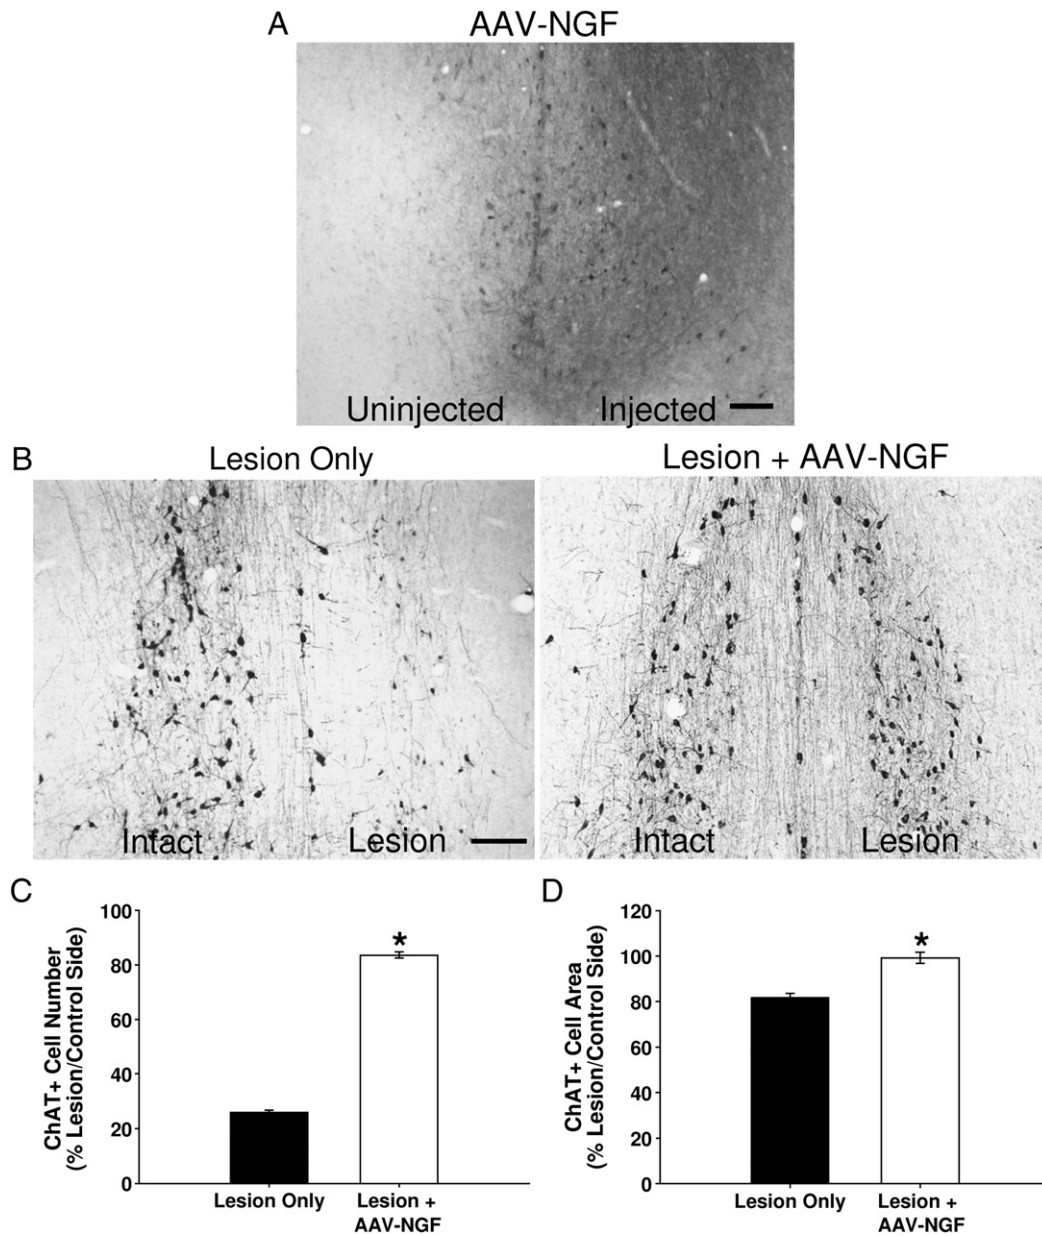 A
AAV-NGF
Uninjected
Injected
B
Lesion Only
Lesion + AAV-NGF
Intact
Lesion
Intact
Lesion
C
ChAT+ Cell Number
(% Lesion/Control Side)
100
80
60
40
20
0
*
Lesion Only
Lesion +
AAV-NGF
D
ChAT+ Cell Area
(% Lesion/Control Side)
120
100
80
60
40
20
0
*
Lesion Only
Lesion +
AAV-NGF